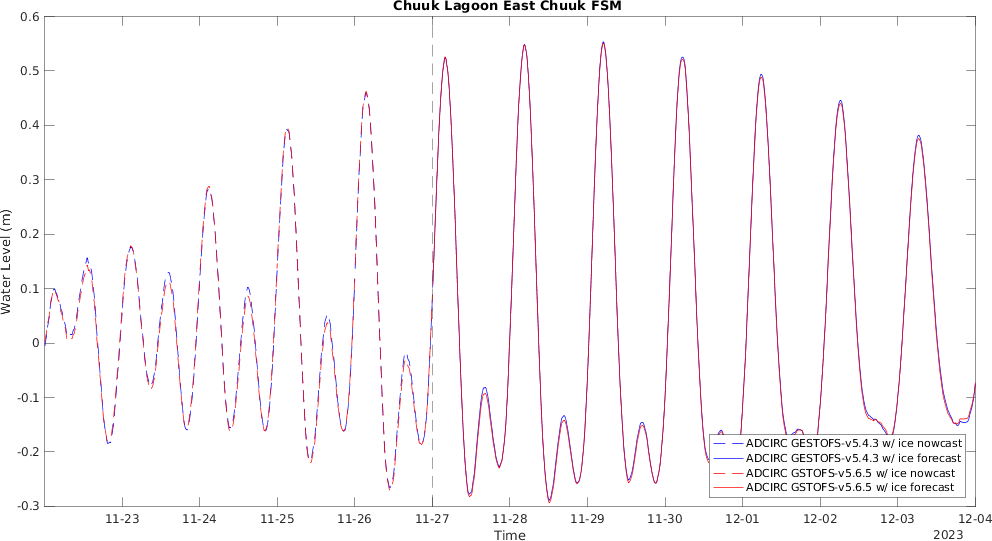 Chuuk Lagoon East Chuuk FSM
0.6
0.5
0.4
0.3
0.2
0.1
0
-0.1
-0.2
-0.3
Water Level (m)
ADCIRC GESTOFS-v5.4.3 w/ ice nowcast
ADCIRC GESTOFS-v5.4.3 w/ ice forecast
ADCIRC GSTOFS-v5.6.5 w/ ice nowcast
ADCIRC GSTOFS-v5.6.5 w/ ice forecast
11-23 11-24 11-25 11-26 11-27 11-28 11-29 11-30 12-01 12-02 12-03 12-04
Time
2023